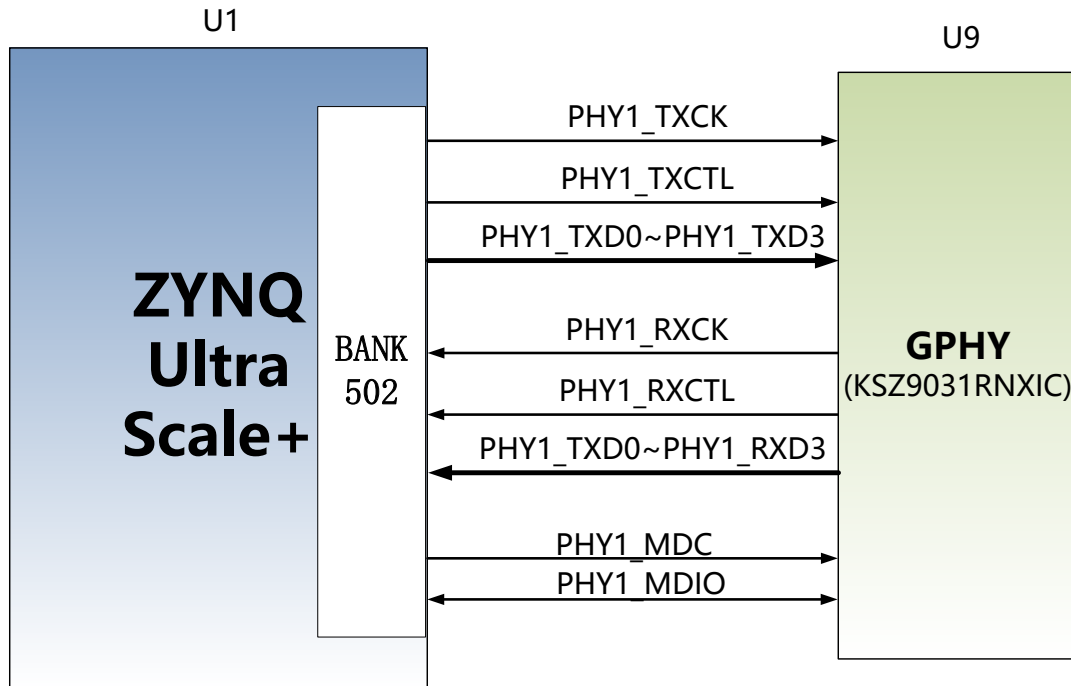 U1
U9
PHY1_TXCK
PHY1_TXCTL
PHY1_TXD0~PHY1_TXD3
ZYNQ
Ultra
Scale+
BANK
502
PHY1_RXCK
PHY1_RXCTL
PHY1_TXD0~PHY1_RXD3
GPHY
(KSZ9031RNXIC)
PHY1_MDC
PHY1_MDIO